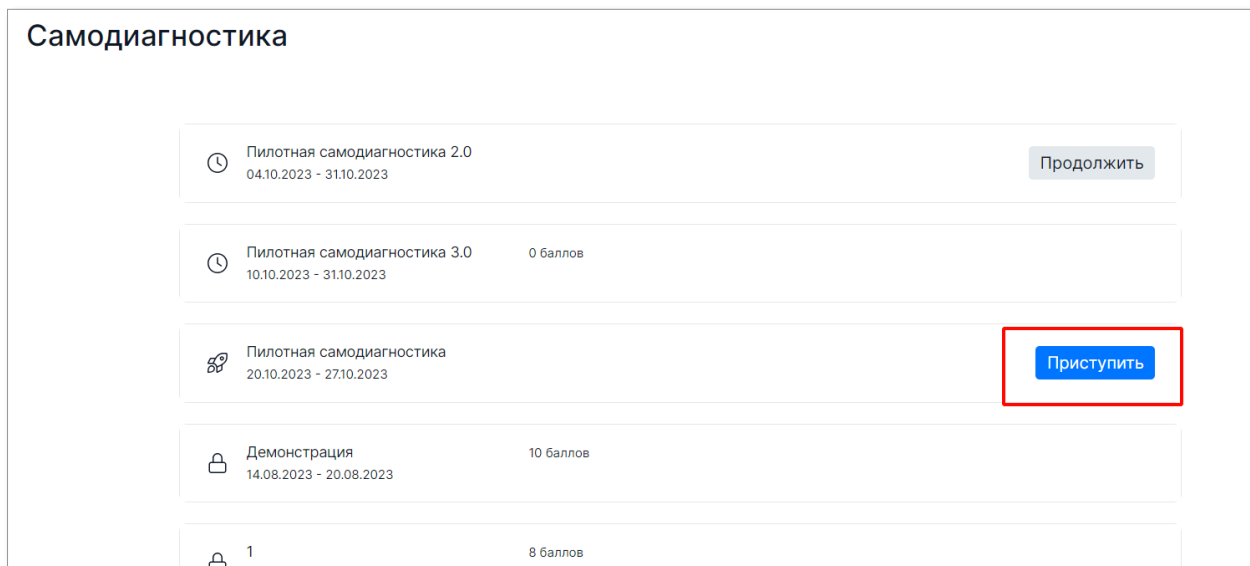 Самодиагностика
Пилотная самодиагностика 2.0
04.10.2023 - 31.10.2023
Продолжить
Пилотная самодиагностика 3.0
0 баллов
10.10.2023 - 31.10.2023
Пилотная самодиагностика
20.10.2023 - 27.10.2023
Приступить
Демонстрация
10 баллов
14.08.2023 - 20.08.2023
1
8 баллов